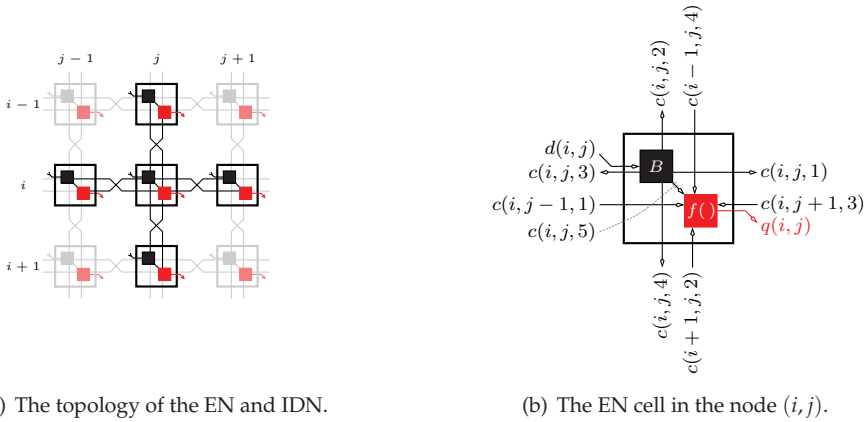 j − 1
j
j + 1
i − 1
i
i + 1
c(i, j, 2)
c(i − 1, j, 4)
d(i, j)
c(i, j, 3)
B
c(i, j, 1)
c(i, j − 1, 1)
f( )
c(i, j + 1, 3)
q(i, j)
c(i, j, 5)
c(i, j, 4)
c(i + 1, j, 2)
) The topology of the EN and IDN.
(b) The EN cell in the node (i, j).